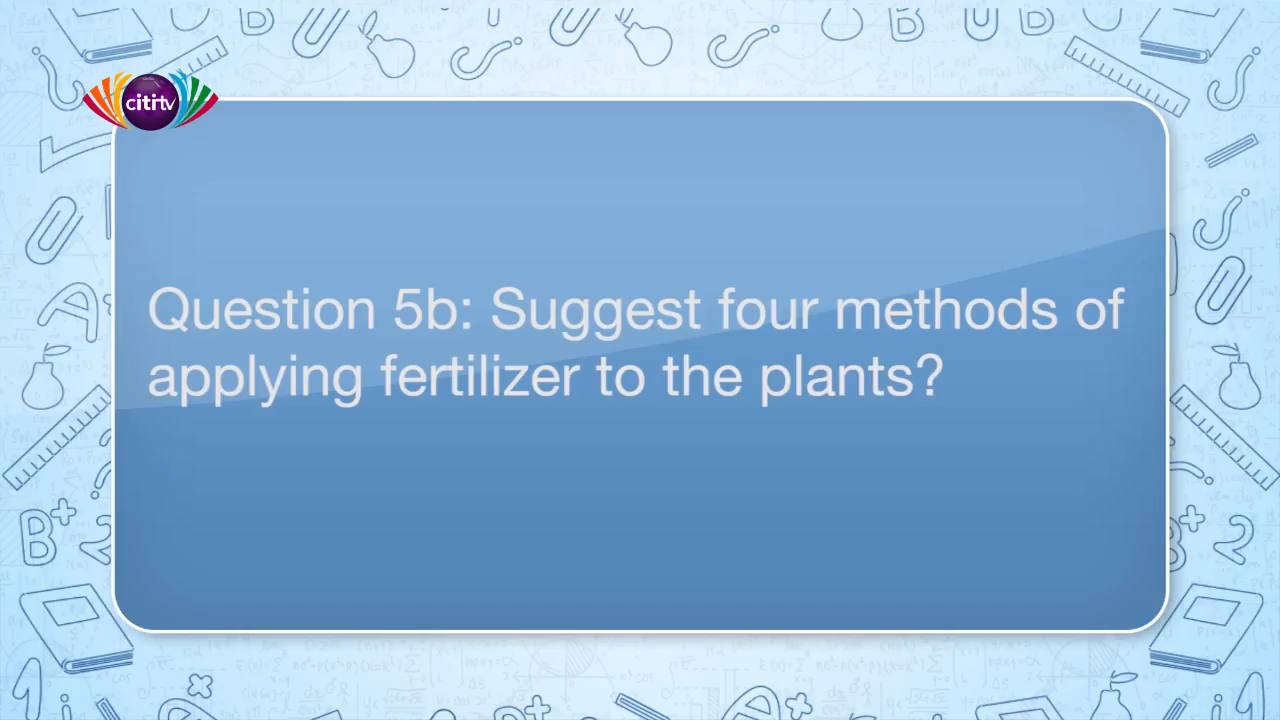 citi tv
Question 5b: Suggest four methods of
applying fertilizer to the plants?